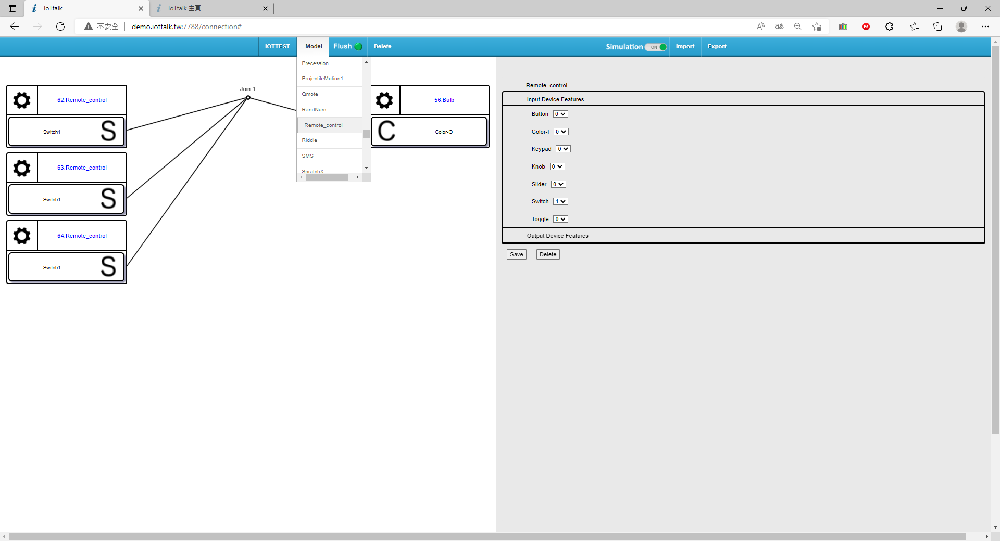 IoTtalk
IoTtalk 主頁
不安全
demo.iottalk.tw:7788/connection#
aあ
IOTTEST
Model
Flush
Delete
Simulation
ON
Import
Export
Precession
ProjectileMotion1
Qmote
RandNum
Remote_control
Riddle
SMS
ScratchX
Join 1
62.Remote_control
Switch1
S
63.Remote_control
Switch1
S
64.Remote_control
Switch1
S
56.Bulb
C
Color-O
Remote_control
Input Device Features
Button 0
Color-I 0
Keypad 0
Knob 0
Slider 0
Switch 1
Toggle 0
Output Device Features
Save
Delete